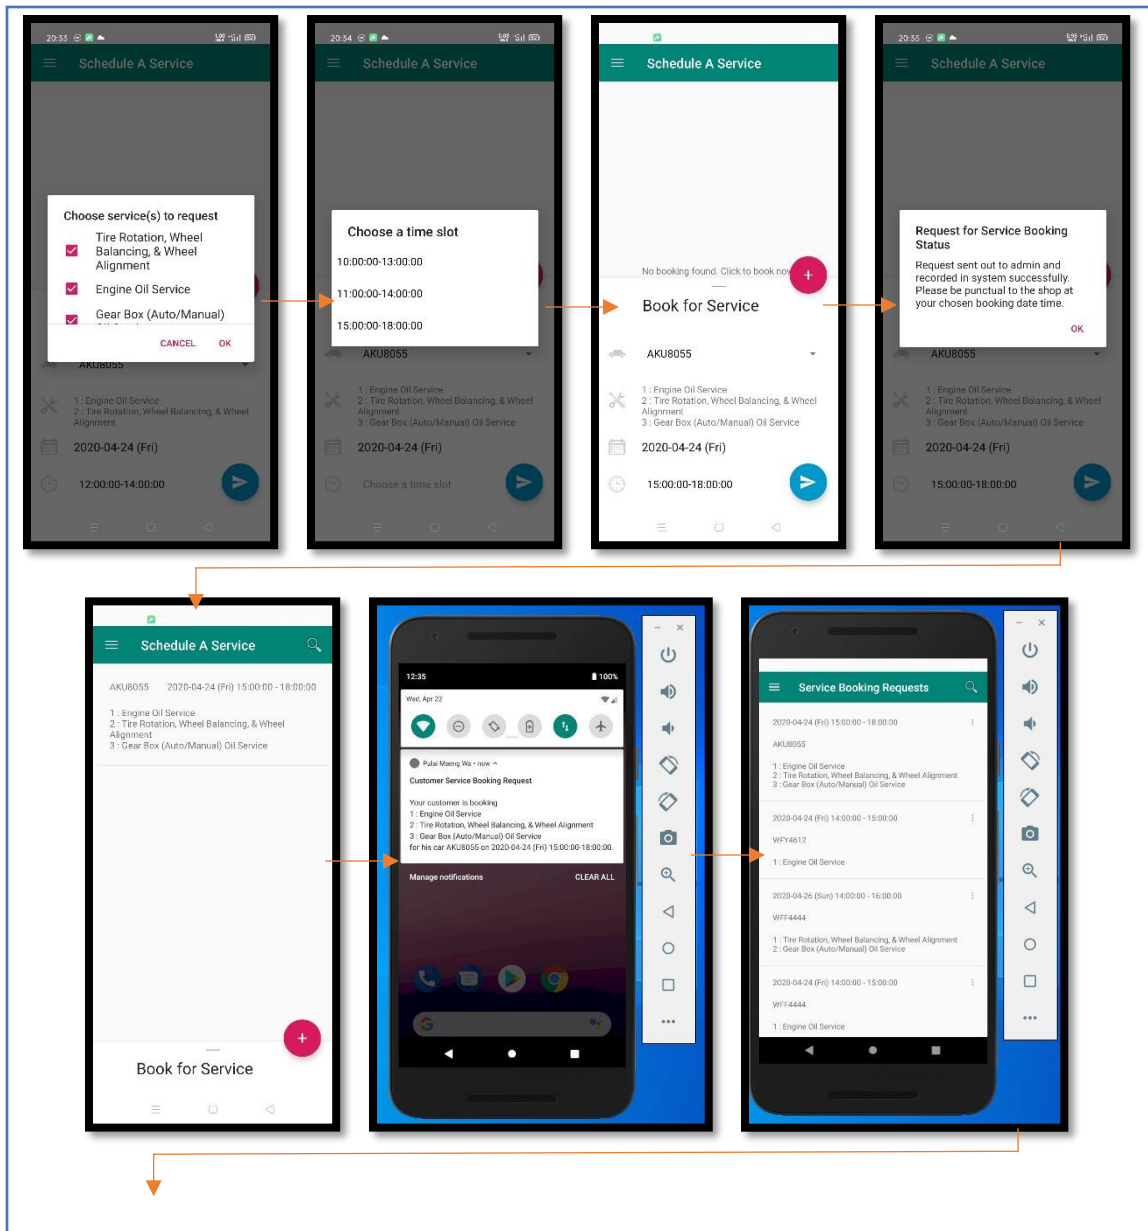 20:33
Schedule A Service
Choose service(s) to request
Tire Rotation, Wheel
Balancing, & Wheel
Alignment
Engine Oil Service
Gear Box (Auto/Manual)
CANCEL OK
AKU8055
1 : Engine Oil Service
2 : Tire Rotation, Wheel Balancing, & Wheel
Alignment
3 : Gear Box (Auto/Manual) Oil Service
2020-04-24 (Fri)
12:00:00-14:00:00
20:34
Schedule A Service
Choose a time slot
10:00:00-13:00:00
11:00:00-14:00:00
15:00:00-18:00:00
AKU8055
1 : Engine Oil Service
2 : Tire Rotation, Wheel Balancing, & Wheel
Alignment
3 : Gear Box (Auto/Manual) Oil Service
2020-04-24 (Fri)
Choose a time slot
Schedule A Service
No booking found. Click to book now
+
Book for Service
AKU8055
1 : Engine Oil Service
2 : Tire Rotation, Wheel Balancing, & Wheel
Alignment
3 : Gear Box (Auto/Manual) Oil Service
2020-04-24 (Fri)
15:00:00-18:00:00
20:35
Schedule A Service
Request for Service Booking
Status
Request sent out to admin and
recorded in system successfully.
Please be punctual to the shop at
your chosen booking date time.
OK
AKU8055
1 : Engine Oil Service
2 : Tire Rotation, Wheel Balancing, & Wheel
Alignment
3 : Gear Box (Auto/Manual) Oil Service
2020-04-24 (Fri)
15:00:00-18:00:00
Schedule A Service
AKU8055 2020-04-24 (Fri) 15:00:00 - 18:00:00
1 : Engine Oil Service
2 : Tire Rotation, Wheel Balancing, & Wheel
Alignment
3 : Gear Box (Auto/Manual) Oil Service
+
Book for Service
12:35 100%
Wed, Apr 22
Pulai Maeng Wa • now
Customer Service Booking Request
Your customer is booking
1 : Engine Oil Service
2 : Tire Rotation, Wheel Balancing, & Wheel Alignment
3 : Gear Box (Auto/Manual) Oil Service
for his car AKU8055 on 2020-04-24 (Fri) 15:00:00-18:00:00.
Manage notifications CLEAR ALL
Service Booking Requests
2020-04-24 (Fri) 15:00:00 - 18:00:00
AKU8055
1 : Engine Oil Service
2 : Tire Rotation, Wheel Balancing, & Wheel Alignment
3 : Gear Box (Auto/Manual) Oil Service
2020-04-24 (Fri) 14:00:00 - 15:00:00
WFY4612
1 : Engine Oil Service
2020-04-26 (Sun) 14:00:00 - 16:00:00
WFF4444
1 : Tire Rotation, Wheel Balancing, & Wheel Alignment
2 : Gear Box (Auto/Manual) Oil Service
2020-04-24 (Fri) 14:00:00 - 15:00:00
WFF4444
1 : Engine Oil Service